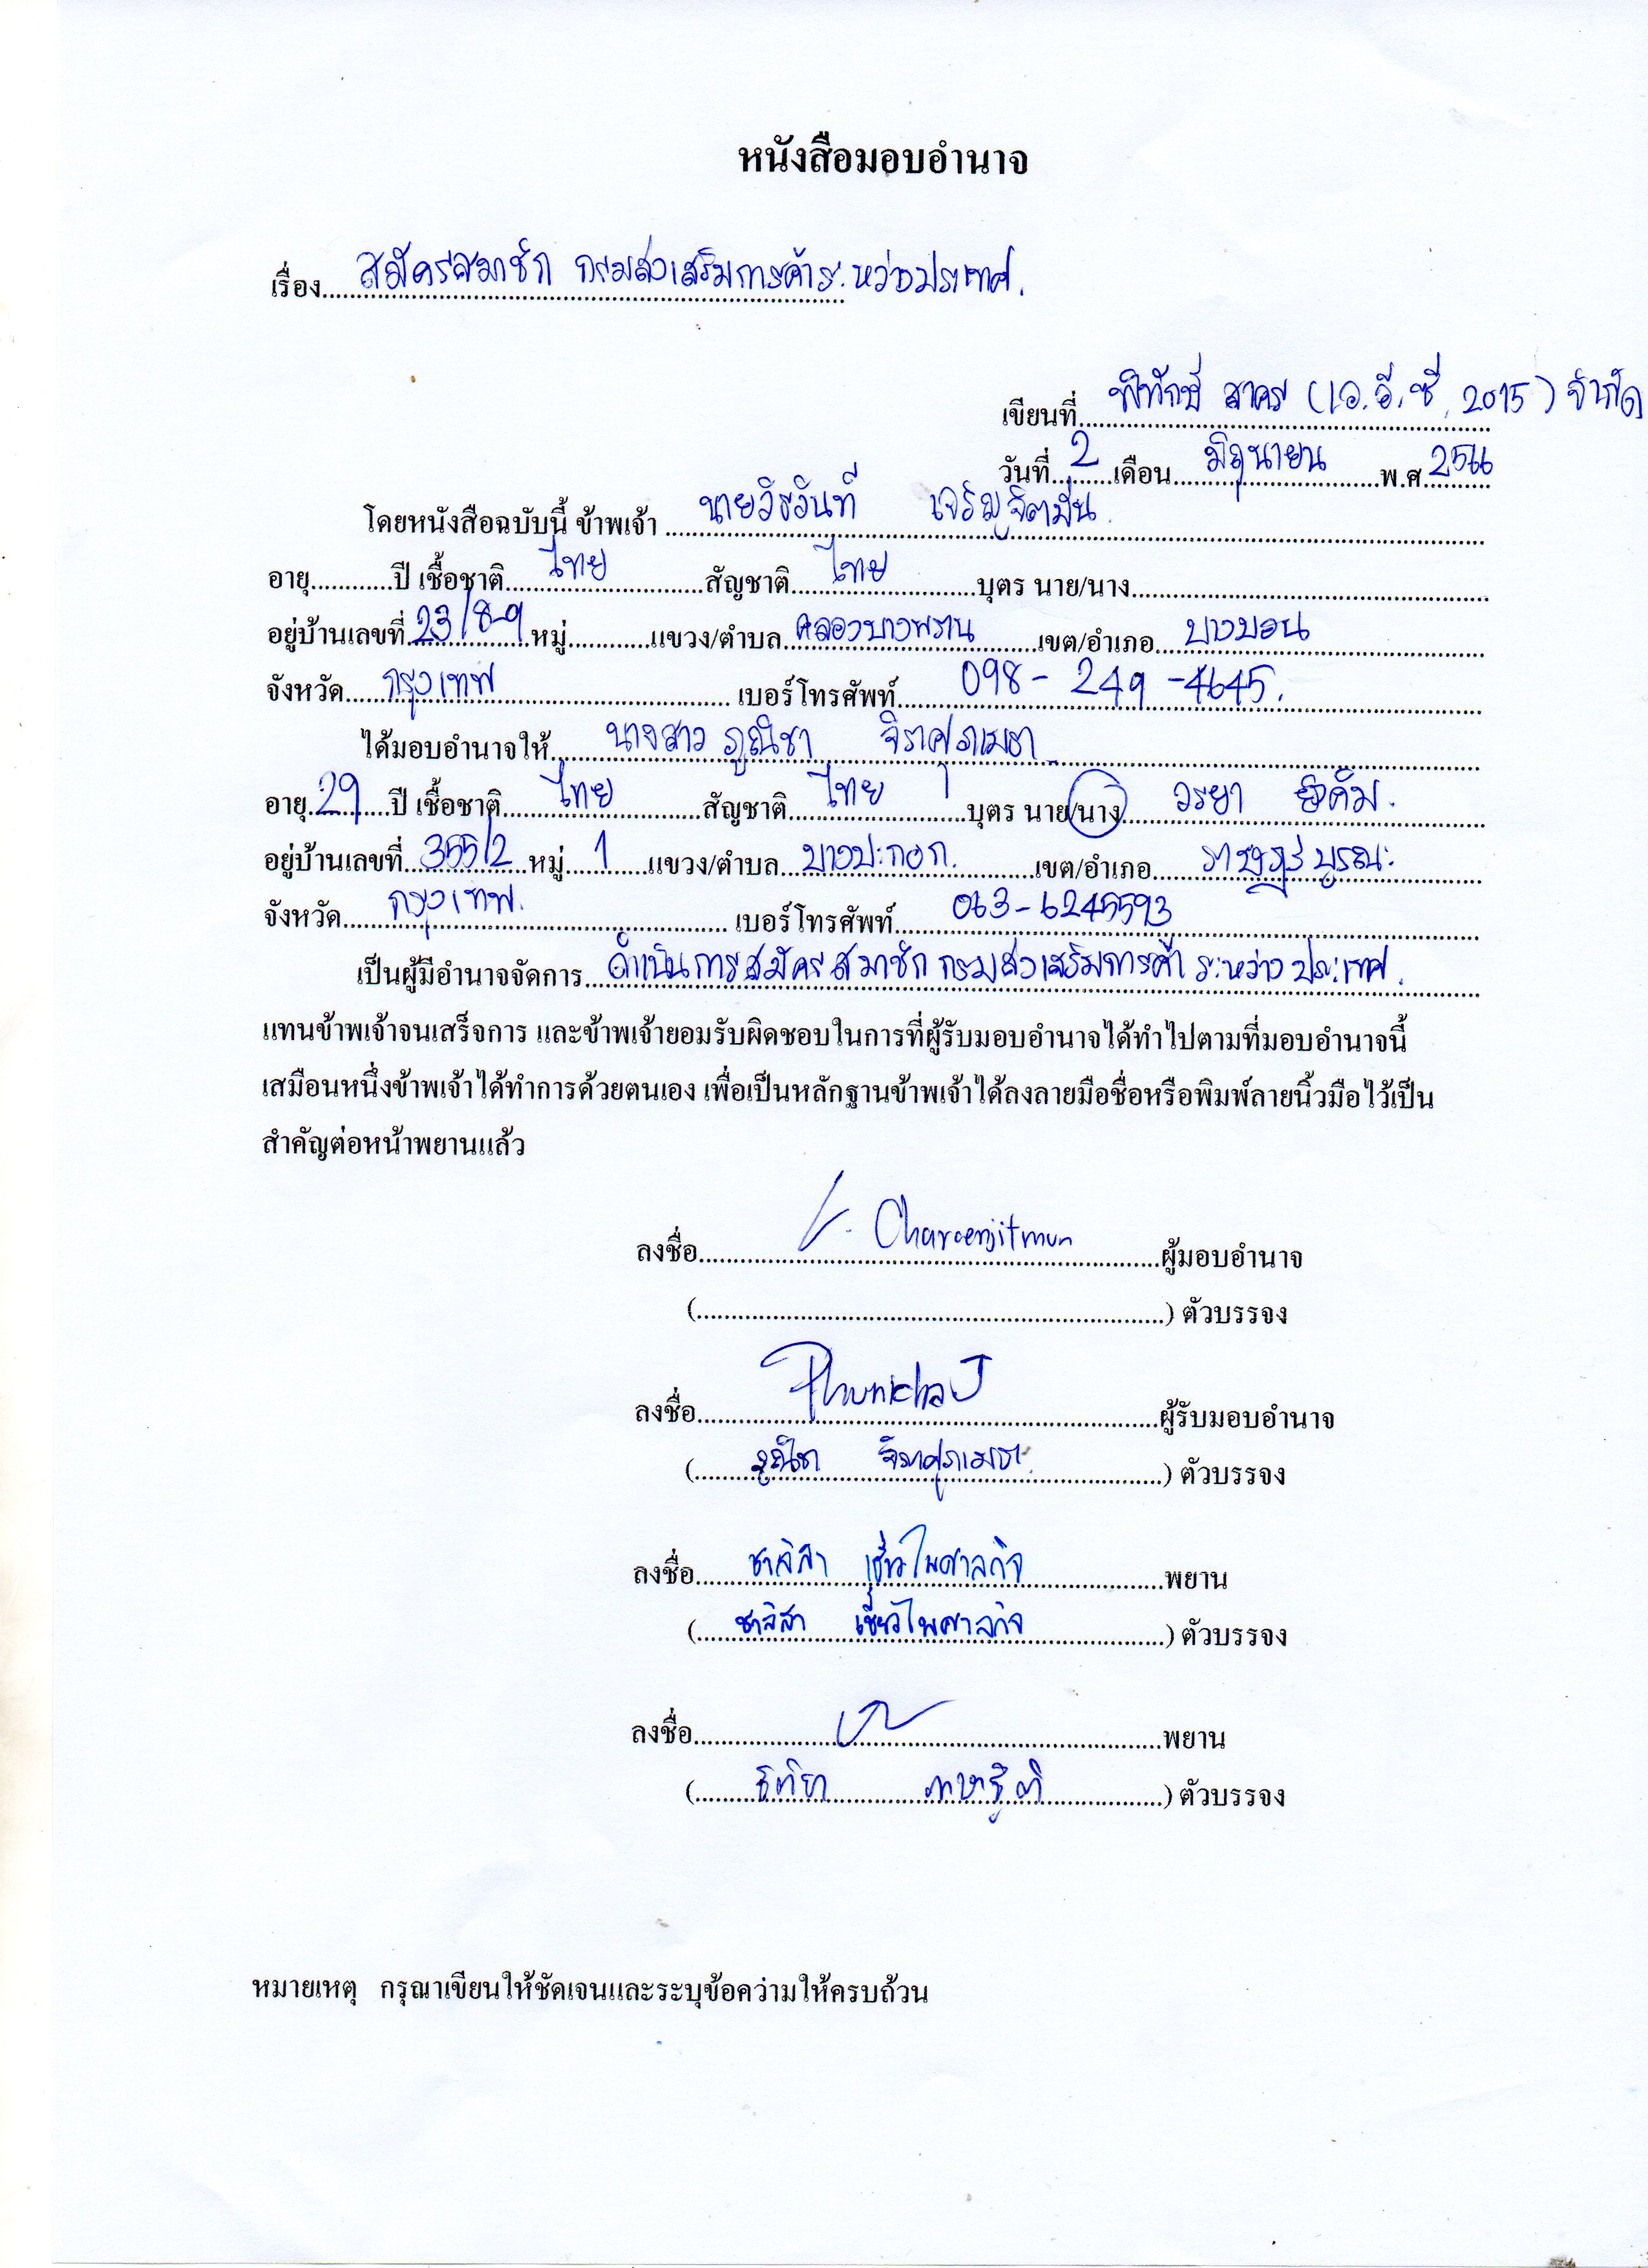 หนังสือมอบอำนาจ
เรื่อง สมัครสมาชิก กรมส่งเสริมการค้าระหว่างประเทศ.
เขียนที่ พิทักษ์ สาคร (เอ.อี.ซี. 2015) จำกัด
วันที่ 2 เดือน มิถุนายน พ.ศ. 2566
โดยหนังสือฉบับนี้ ข้าพเจ้า นายวิรวันท์ เจริญจิตมั่น
อายุ............ปี เชื้อชาติ ไทย สัญชาติ ไทย บุตร นาย/นาง
อยู่บ้านเลขที่ 23/8-9 หมู่............แขวง/ตำบล คลองบางพราน เขต/อำเภอ บางบอน
จังหวัด กรุงเทพ เบอร์โทรศัพท์ 098-249-4645.
ได้มอบอำนาจให้ นางสาว ภูณิชา จิราศุภเมธา
อายุ 29 ปี เชื้อชาติ ไทย สัญชาติ ไทย บุตร นาย/นาง วรยา
อยู่บ้านเลขที่ 355/2 หมู่ 1 แขวง/ตำบล บางปะกอก. เขต/อำเภอ ราษฎร์บูรณะ
จังหวัด กรุงเทพ. เบอร์โทรศัพท์ 063-6245593
เป็นผู้มีอำนาจจัดการ ดำเนินการสมัครสมาชิก กรมส่งเสริมการค้า ระหว่างประเทศ.
แทนข้าพเจ้าจนเสร็จการ และข้าพเจ้ายอมรับผิดชอบในการที่ผู้รับมอบอำนาจได้ทำไปตามที่มอบอำนาจนี้
เสมือนหนึ่งข้าพเจ้าได้ทำการด้วยตนเอง เพื่อเป็นหลักฐานข้าพเจ้าได้ลงลายมือชื่อหรือพิมพ์ลายนิ้วมือไว้เป็น
สำคัญต่อหน้าพยานแล้ว
ลงชื่อ Charoenjitmun ผู้มอบอำนาจ
(............) ตัวบรรจง
ลงชื่อ Phunicha J ผู้รับมอบอำนาจ
(ภูณิชา จิราศุภเมธา) ตัวบรรจง
ลงชื่อ ชาลิสา เชี่ยวไพศาลกิจ พยาน
(ชาลิสา เชี่ยวไพศาลกิจ) ตัวบรรจง
ลงชื่อ............พยาน
(............) ตัวบรรจง
หมายเหตุ กรุณาเขียนให้ชัดเจนและระบุข้อความให้ครบถ้วน